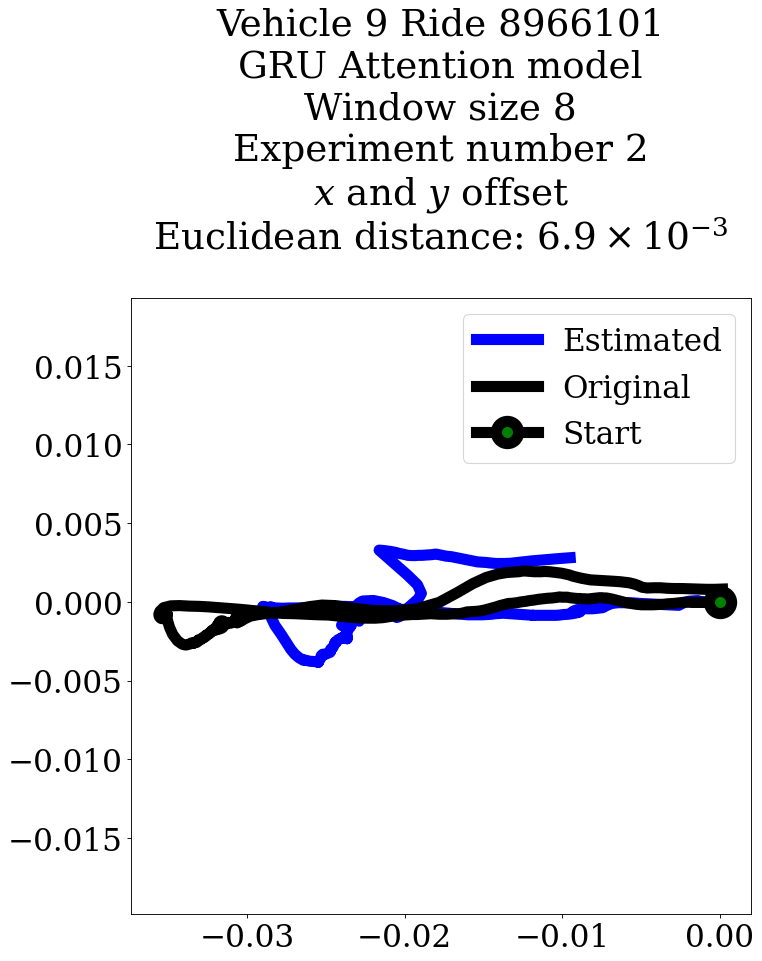 Vehicle 9 Ride 8966101
GRU Attention model
Window size 8
Experiment number 2
x and y offset
Euclidean distance: 6.9 × 10⁻³
Estimated
Original
Start
0.015
0.010
0.005
0.000
−0.005
−0.010
−0.015
−0.03 −0.02 −0.01 0.00